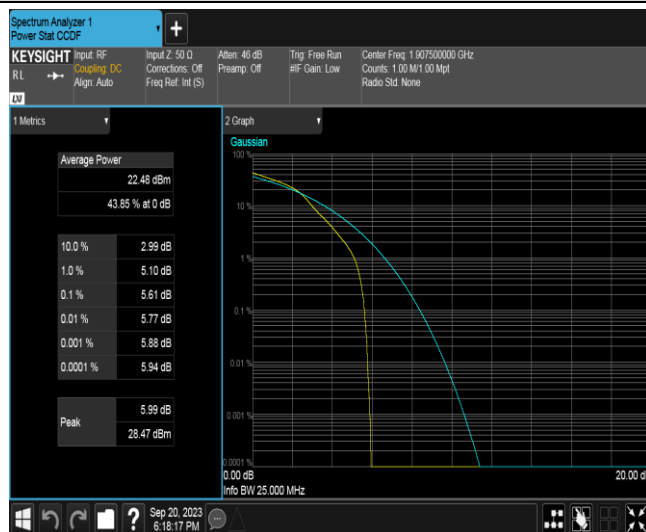 Spectrum Analyzer 1
Power Stat CCDF
+
KEYSIGHT
RL
LXI
Input: RF
Coupling: DC
Align: Auto
Input Z: 50 Ω
Corrections: Off
Freq Ref: Int (S)
Atten: 46 dB
Preamp: Off
Trig: Free Run
#IF Gain: Low
Center Freq: 1.907500000 GHz
Counts: 1.00 M/1.00 Mpt
Radio Std: None
1 Metrics
Average Power
22.48 dBm
43.85 % at 0 dB
10.0 % 2.99 dB
1.0 % 5.10 dB
0.1 % 5.61 dB
0.01 % 5.77 dB
0.001 % 5.88 dB
0.0001 % 5.94 dB
Peak
5.99 dB
28.47 dBm
2 Graph
Gaussian
100 %
10 %
1 %
0.1 %
0.01 %
0.001 %
0.0001 %
0.00 dB
20.00 d
Info BW 25.000 MHz
?
Sep 20, 2023
6:18:17 PM